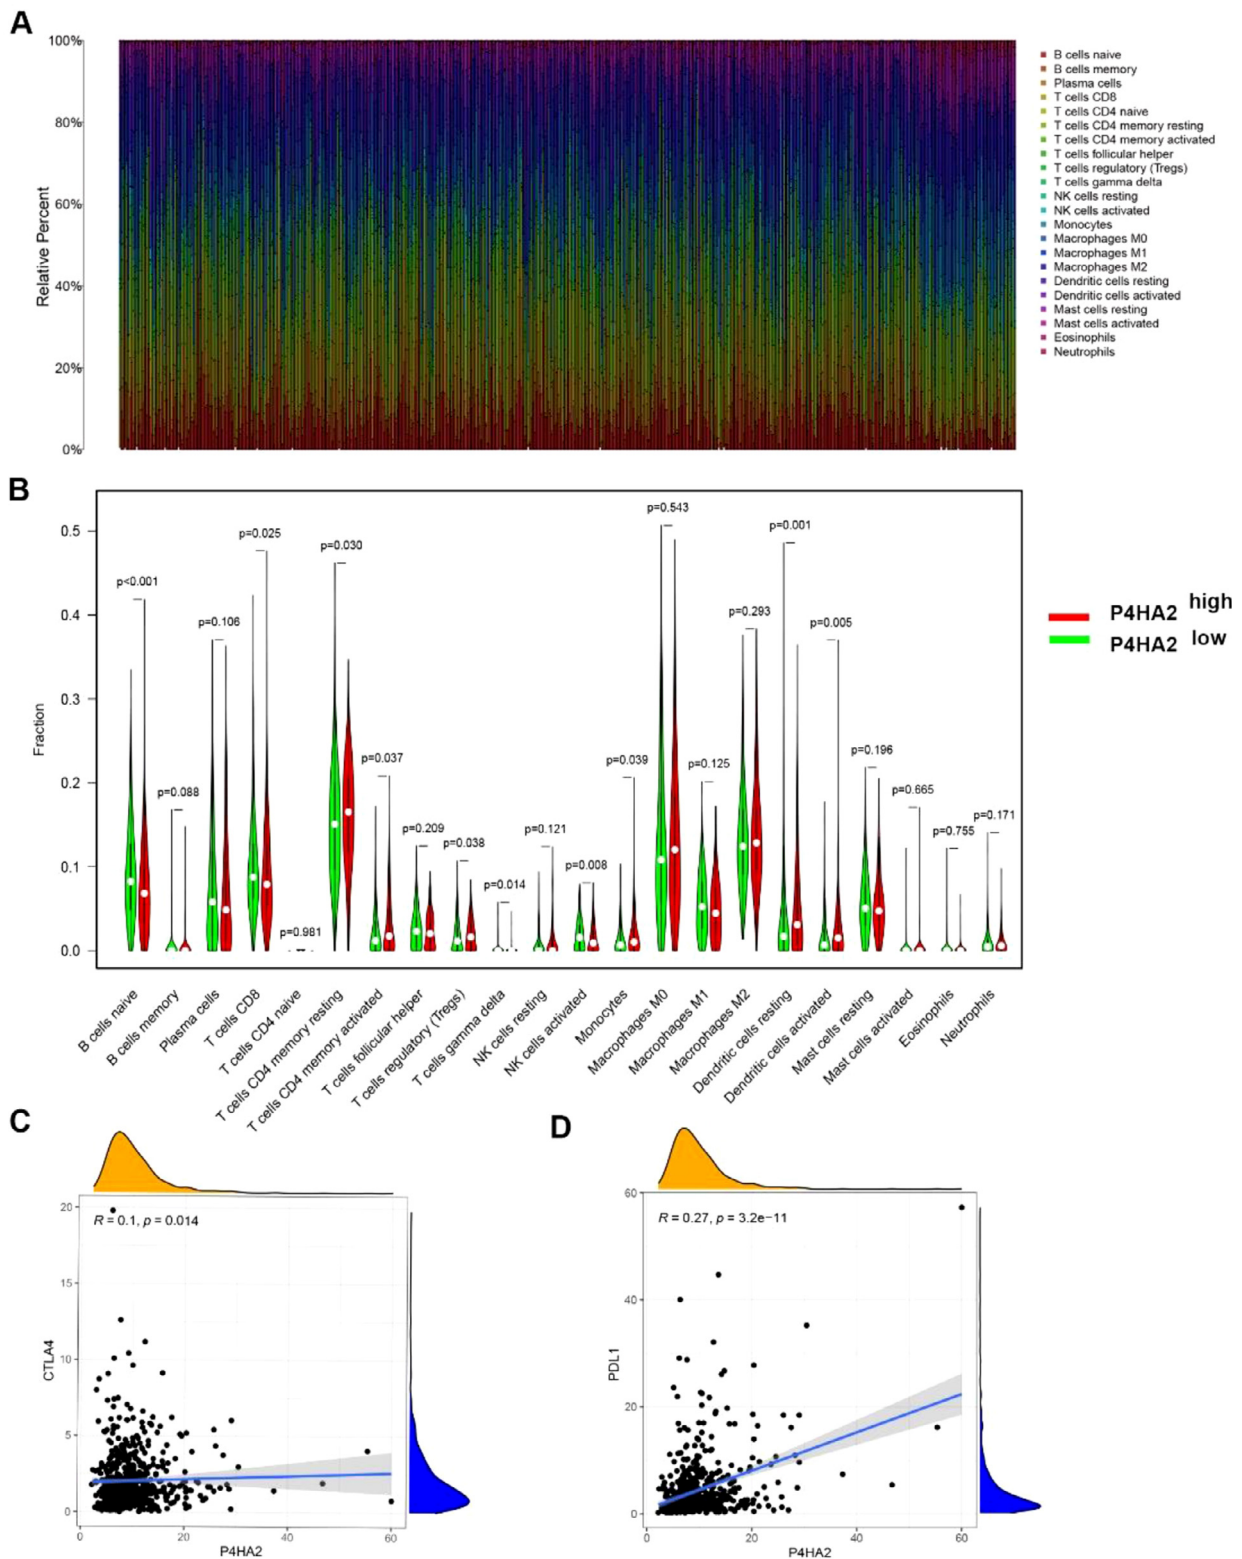 A
100%
80%
60%
40%
20%
0%
Relative Percent
B cells naive
B cells memory
Plasma cells
T cells CD8
T cells CD4 naive
T cells CD4 memory resting
T cells CD4 memory activated
T cells follicular helper
T cells regulatory (Tregs)
T cells gamma delta
NK cells resting
NK cells activated
Monocytes
Macrophages M0
Macrophages M1
Macrophages M2
Dendritic cells resting
Dendritic cells activated
Mast cells resting
Mast cells activated
Eosinophils
Neutrophils
B
0.5
0.4
0.3
0.2
0.1
0.0
Fraction
p<0.001
p=0.088
p=0.106
p=0.025
p=0.981
p=0.030
p=0.037
p=0.209
p=0.038
p=0.014
p=0.121
p=0.008
p=0.039
p=0.543
p=0.125
p=0.293
p=0.001
p=0.005
p=0.196
p=0.665
p=0.755
p=0.171
P4HA2 high
P4HA2 low
B cells naive
B cells memory
Plasma cells
T cells CD8
T cells CD4 naive
T cells CD4 memory resting
T cells CD4 memory activated
T cells follicular helper
T cells regulatory (Tregs)
T cells gamma delta
NK cells resting
NK cells activated
Monocytes
Macrophages M0
Macrophages M1
Macrophages M2
Dendritic cells resting
Dendritic cells activated
Mast cells resting
Mast cells activated
Eosinophils
Neutrophils
C
R = 0.1, p = 0.014
20
15
10
5
0
CTLA4
0 20 40 60
P4HA2
D
R = 0.27, p = 3.2e−11
60
40
20
0
PDL1
0 20 40 60
P4HA2